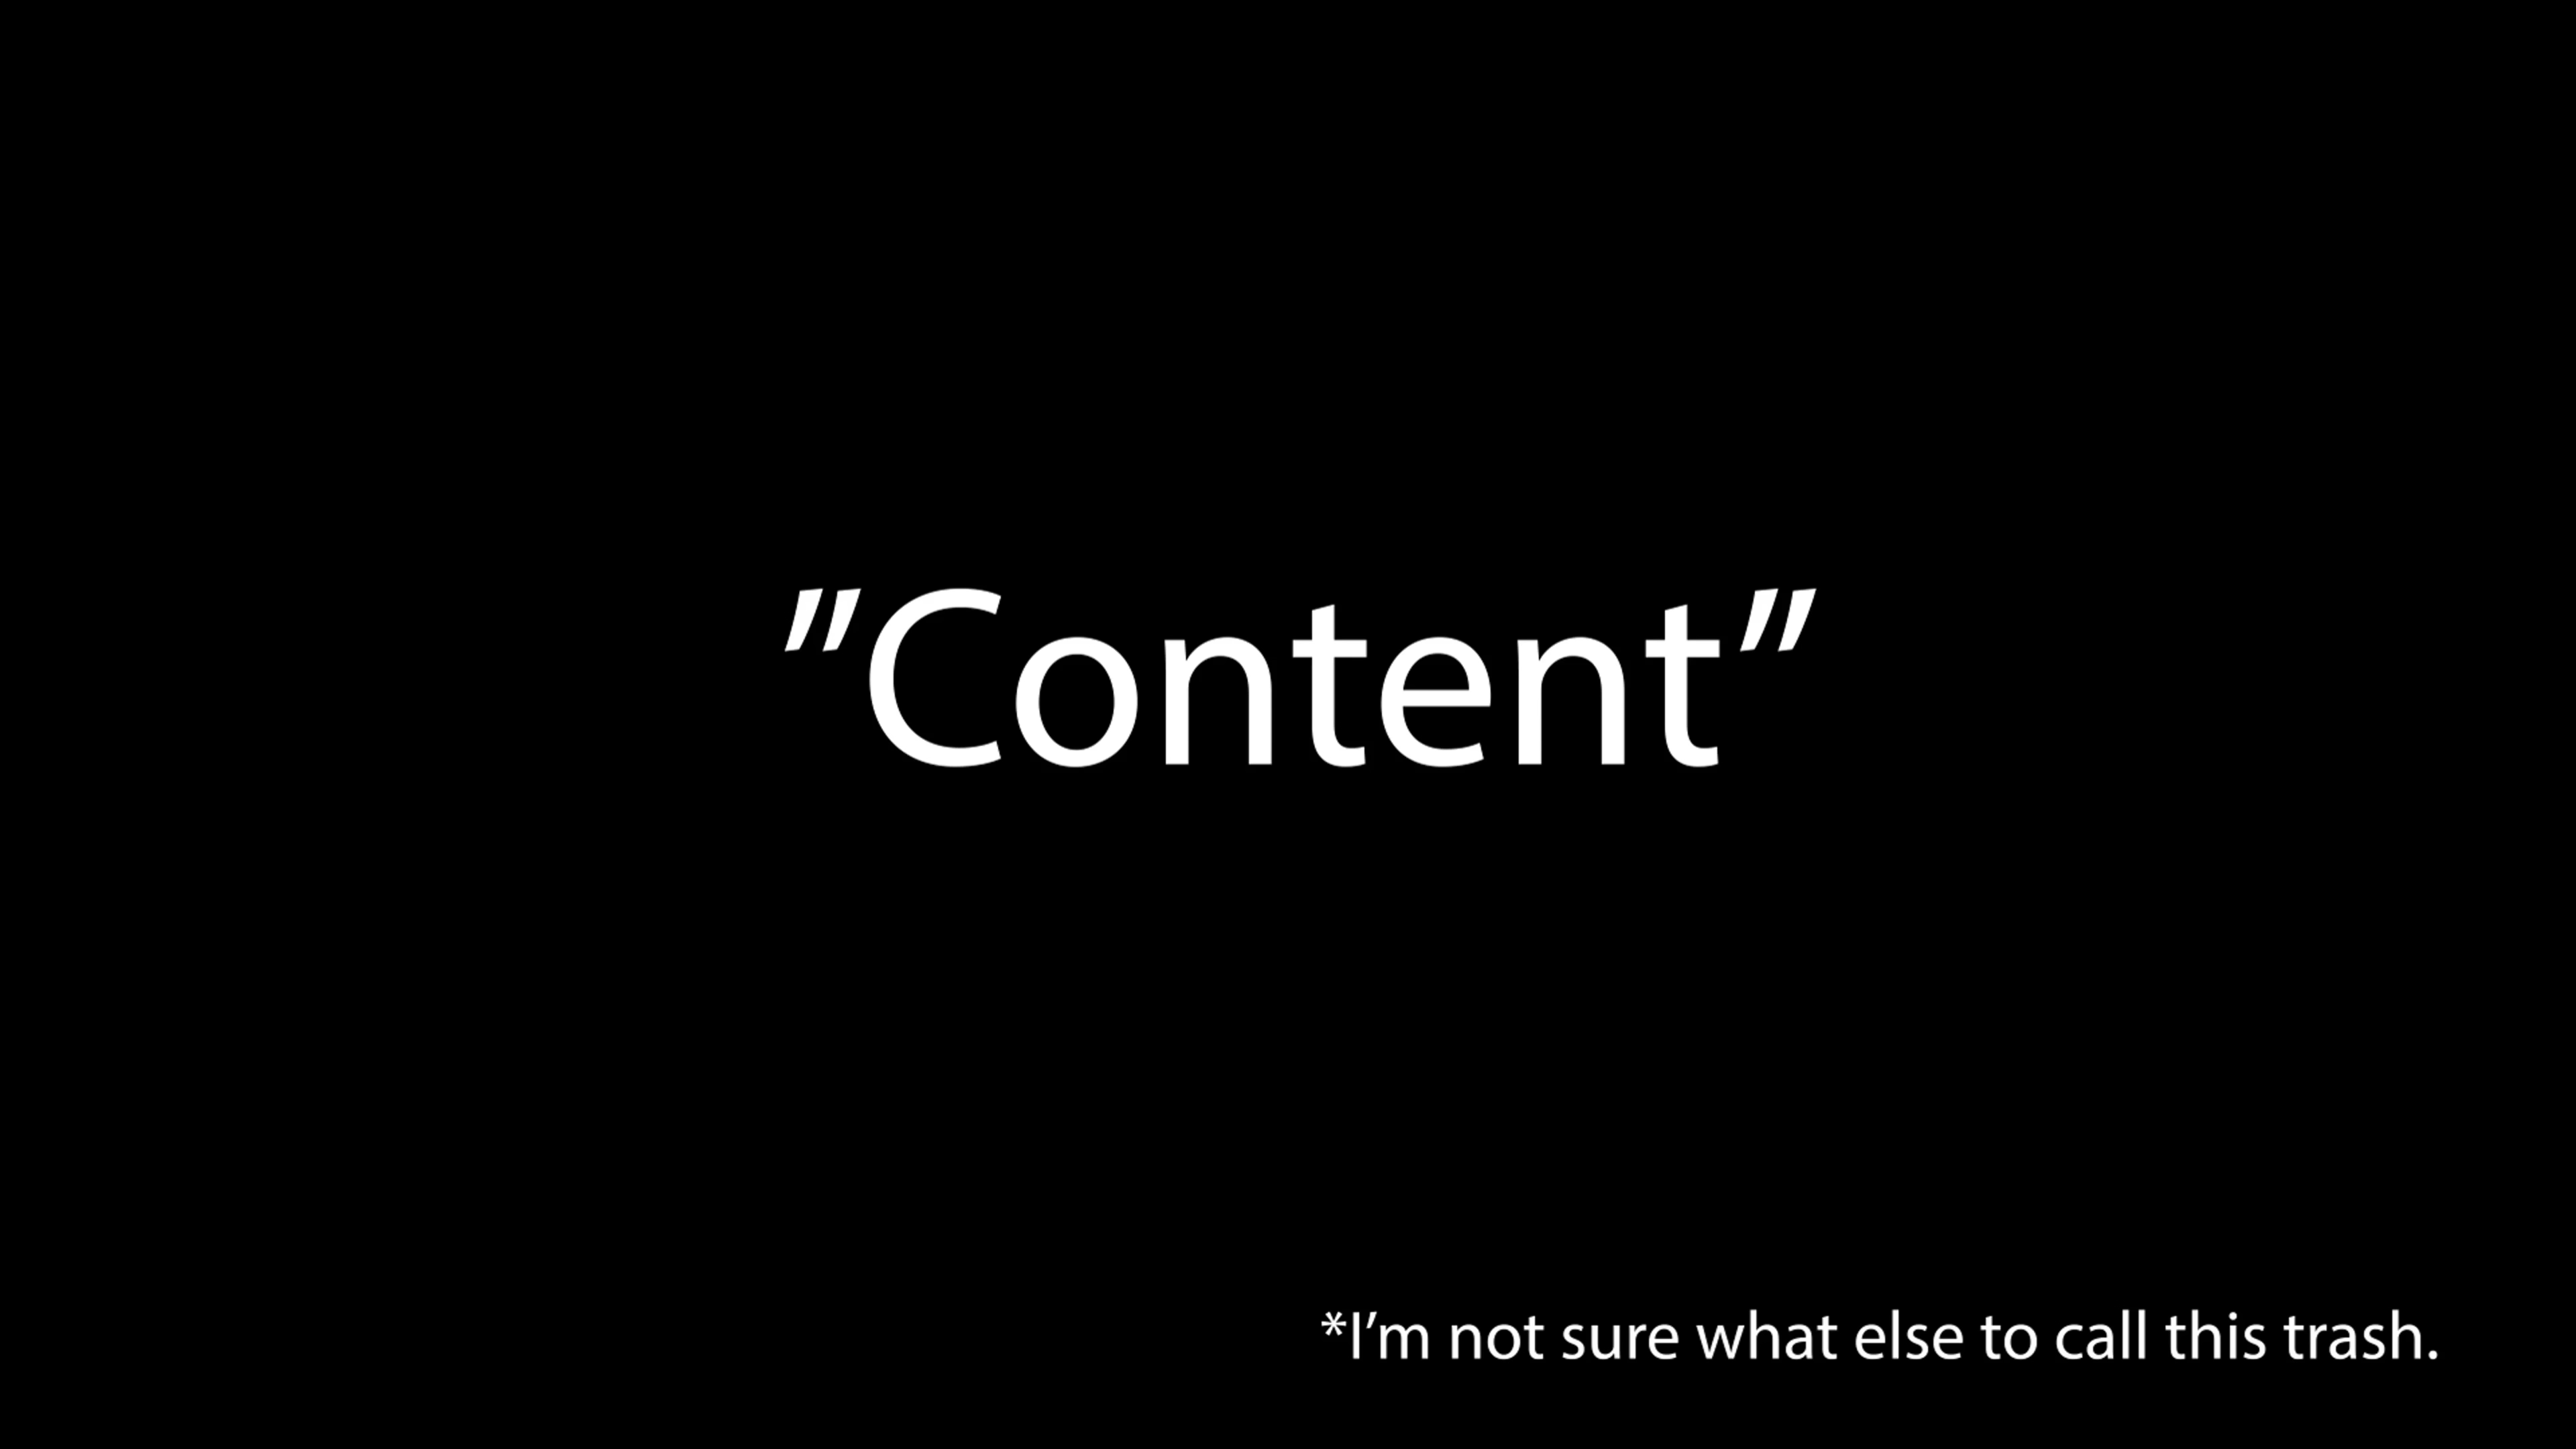 ”Content”
*I’m not sure what else to call this trash.